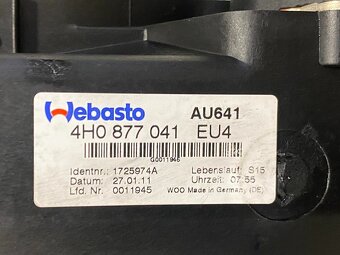 Webasto AU641
4H0 877 041 EU4
G0011945
Identnr.: 1725974A Lebenslauf: S15
Datum: 27.01.11 Uhrzeit: 07:55
Lfd. Nr.: 0011945 WOO Made in Germany (DE)